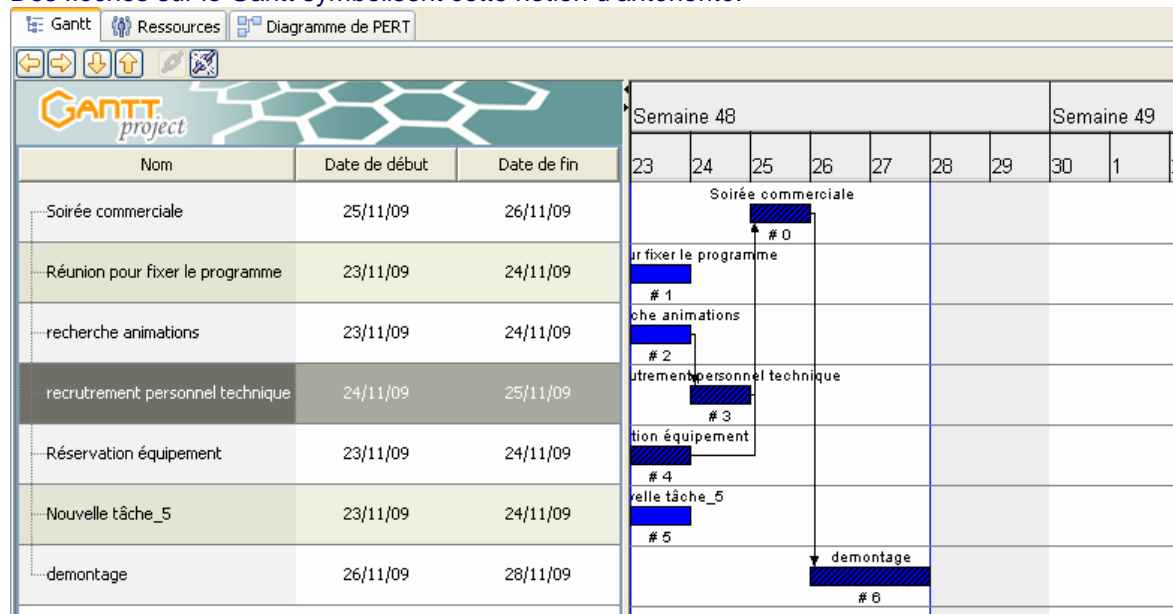 Des flèches sur le Gantt symbolisent cette notion d'antériorité.
Gantt Ressources Diagramme de PERT
GANTT project
Semaine 48 Semaine 49
Nom Date de début Date de fin 23 24 25 26 27 28 29 30 1
Soirée commerciale
Soirée commerciale 25/11/09 26/11/09
# 0
ur fixer le programme
Réunion pour fixer le programme 23/11/09 24/11/09
# 1
che animations
recherche animations 23/11/09 24/11/09
# 2
utrement personnel technique
recrutrement personnel technique 24/11/09 25/11/09
# 3
tion équipement
Réservation équipement 23/11/09 24/11/09
# 4
velle tâche_5
Nouvelle tâche_5 23/11/09 24/11/09
# 5
demontage
demontage 26/11/09 28/11/09
# 6